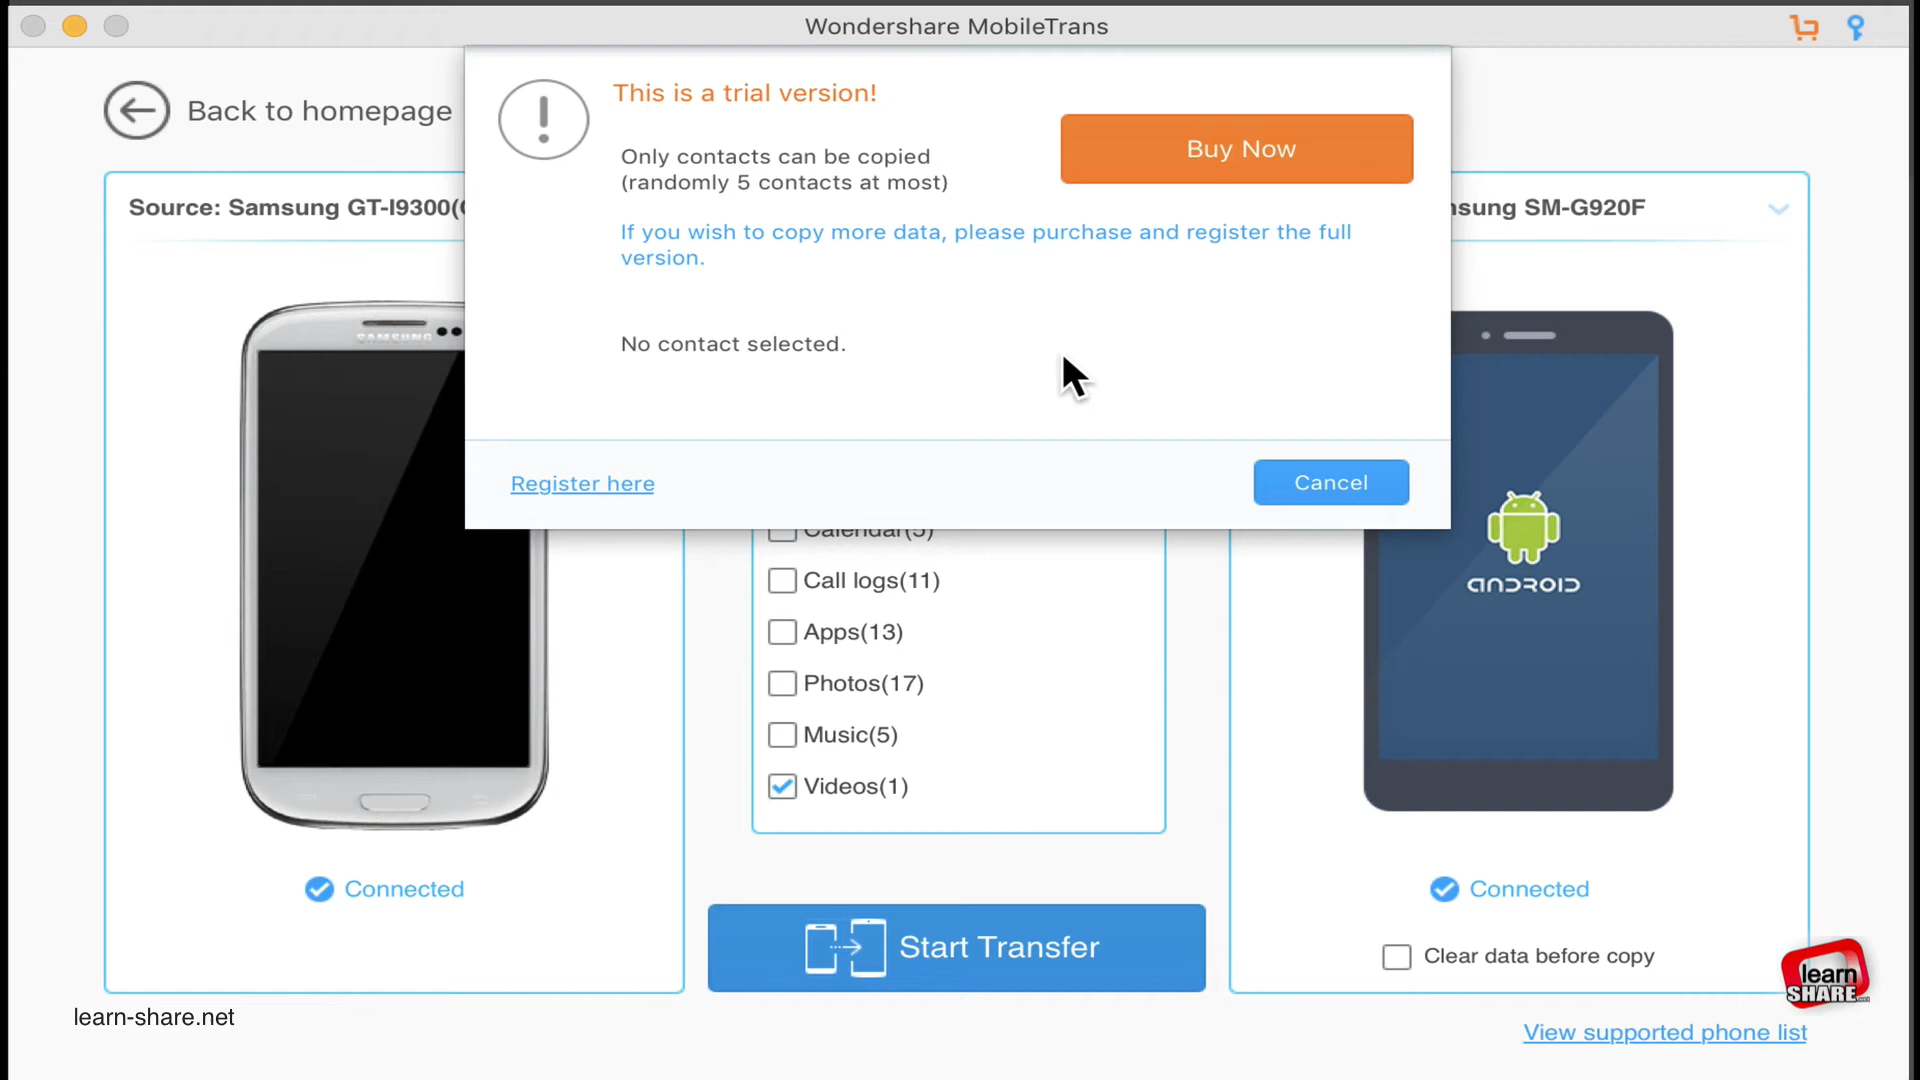 Wondershare MobileTrans
Back to homepage
This is a trial version!
Only contacts can be copied
(randomly 5 contacts at most)
Buy Now
If you wish to copy more data, please purchase and register the full
version.
No contact selected.
Register here
Cancel
Source: Samsung GT-I9300(
SM-G920F
SAMSUNG
Calendar(5)
Call logs(11)
Apps(13)
Photos(17)
Music(5)
Videos(1)
ANDROID
Connected
Connected
Start Transfer
Clear data before copy
learn
SHARE
learn-share.net
View supported phone list